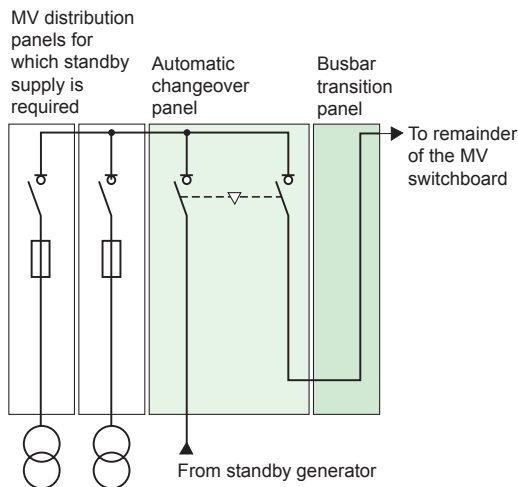 MV distribution
panels for
which standby
supply is
required
Automatic
changeover
panel
Busbar
transition
panel
To remainder
of the MV
switchboard
From standby generator